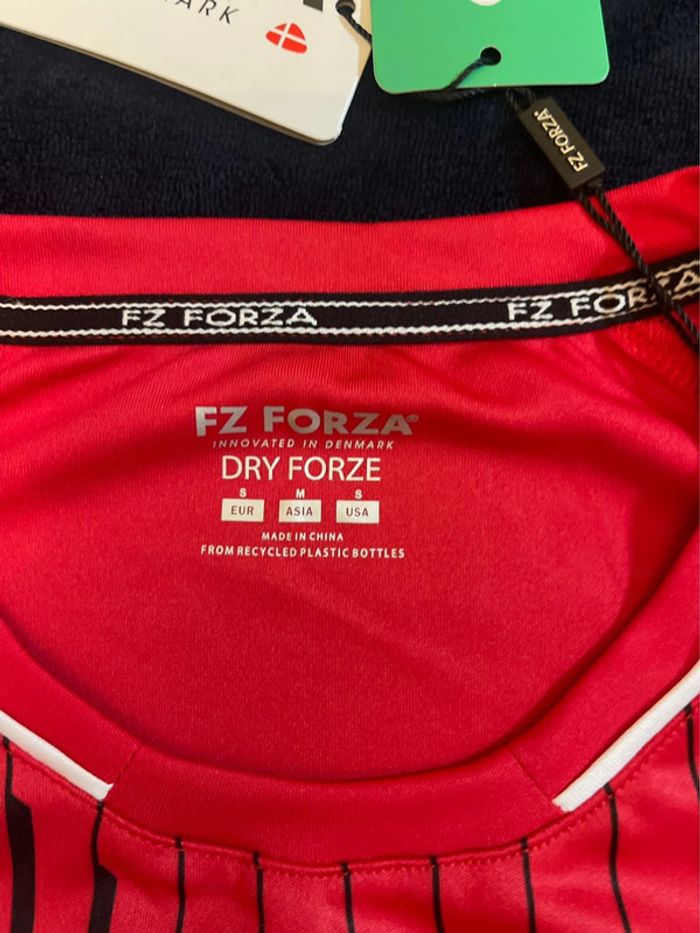 ARK
FZ FORZA®
FZ FORZA
FZ FORZA
FZ FORZA®
INNOVATED IN DENMARK
DRY FORZE
S M S
EUR ASIA USA
MADE IN CHINA
FROM RECYCLED PLASTIC BOTTLES